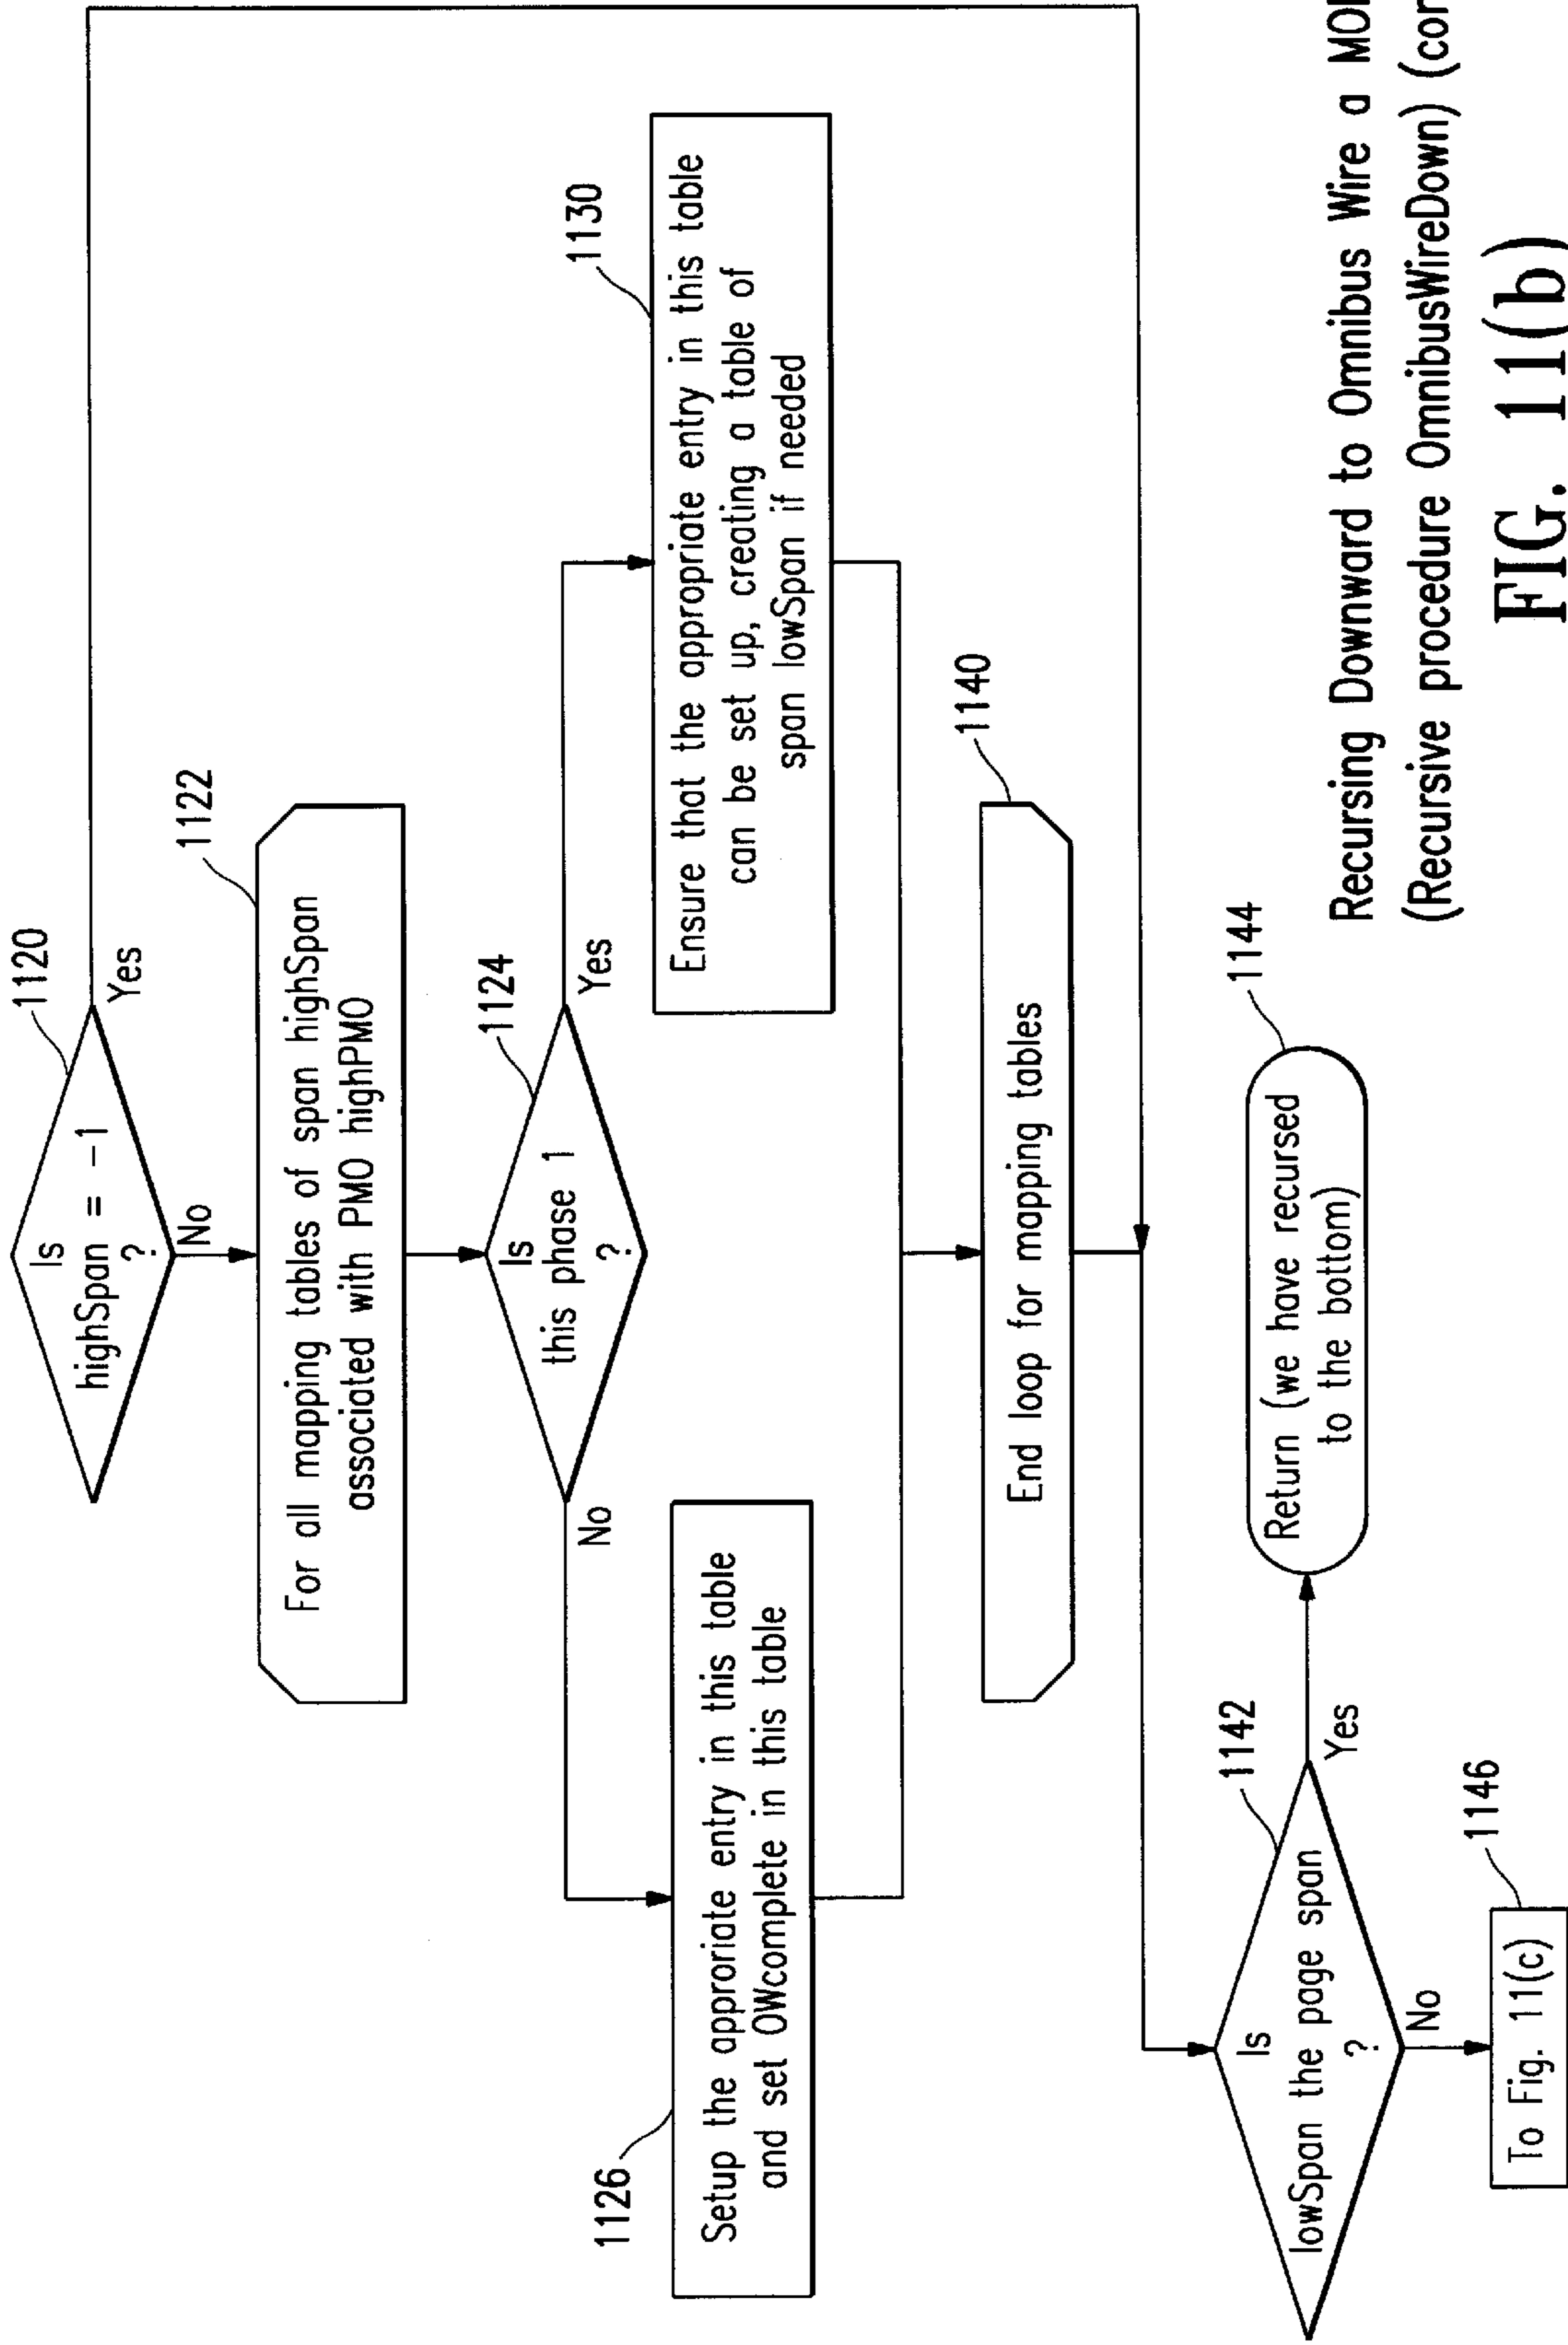 1120
Is
highSpan = -1
?
Yes
No
1122
For all mapping tables of span highSpan
associated with PMO highPMO
1124
Is
this phase 1
?
Yes
No
1126
Setup the approriate entry in this table
and set OWcomplete in this table
1130
Ensure that the appropriate entry in this table
can be set up, creating a table of
span lowSpan if needed
1140
End loop for mapping tables
1142
Is
lowSpan the page span
?
Yes
No
1144
Return (we have recursed
to the bottom)
1146
To Fig. 11(c)
Recursing Downward to Omnibus Wire a
(Recursive procedure OmnibusWireDown)
FIG. 11(b)